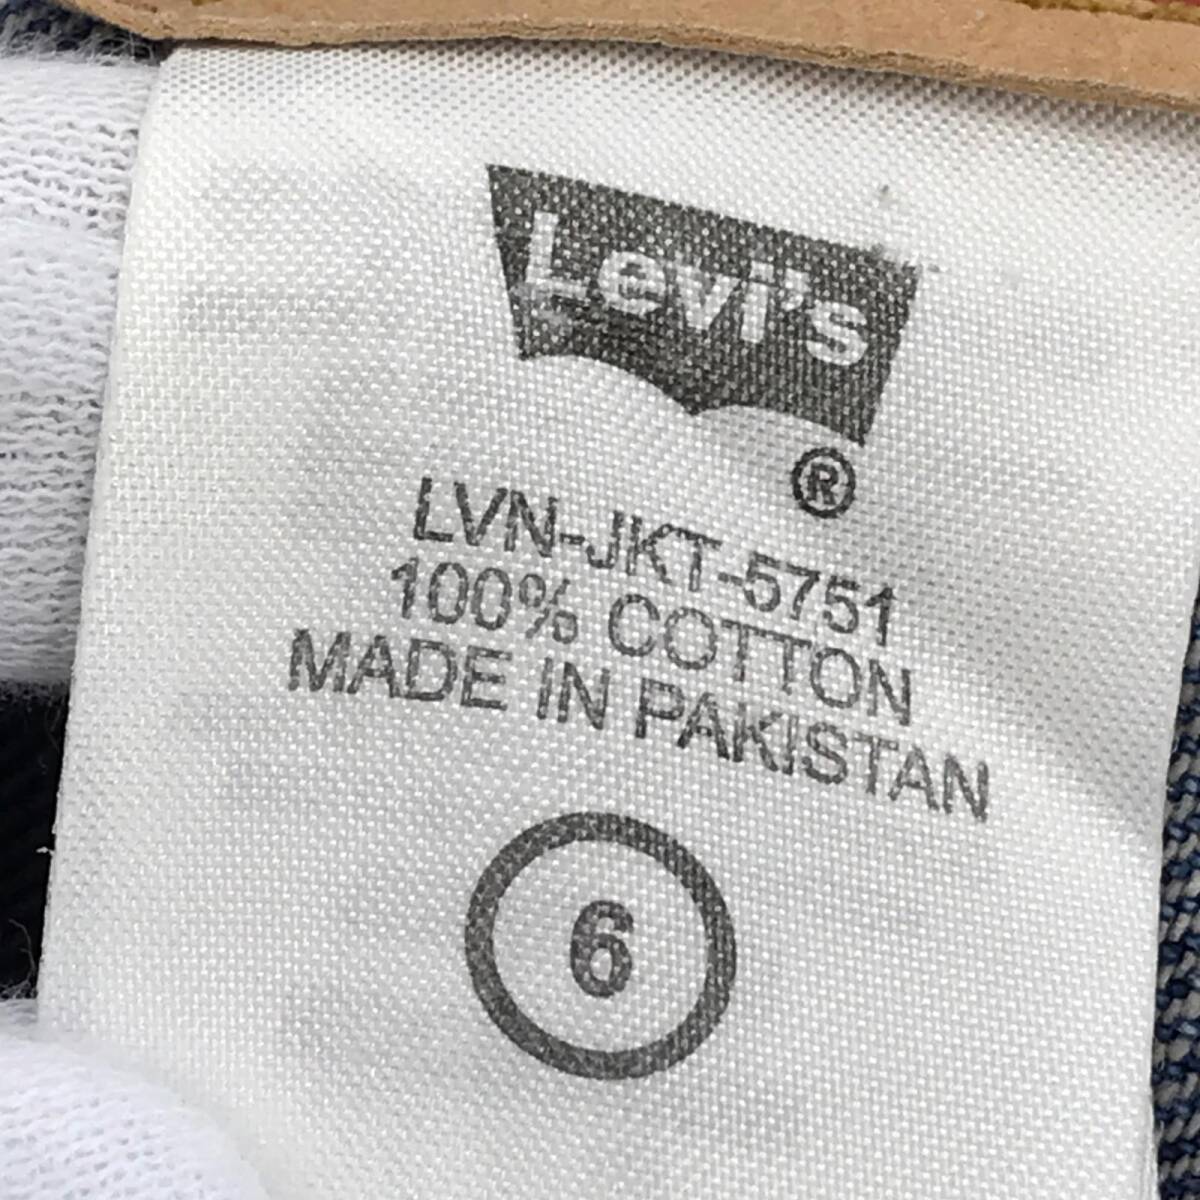 Levi's
®
LVN-JKT-5751
100% COTTON
MADE IN PAKISTAN
6